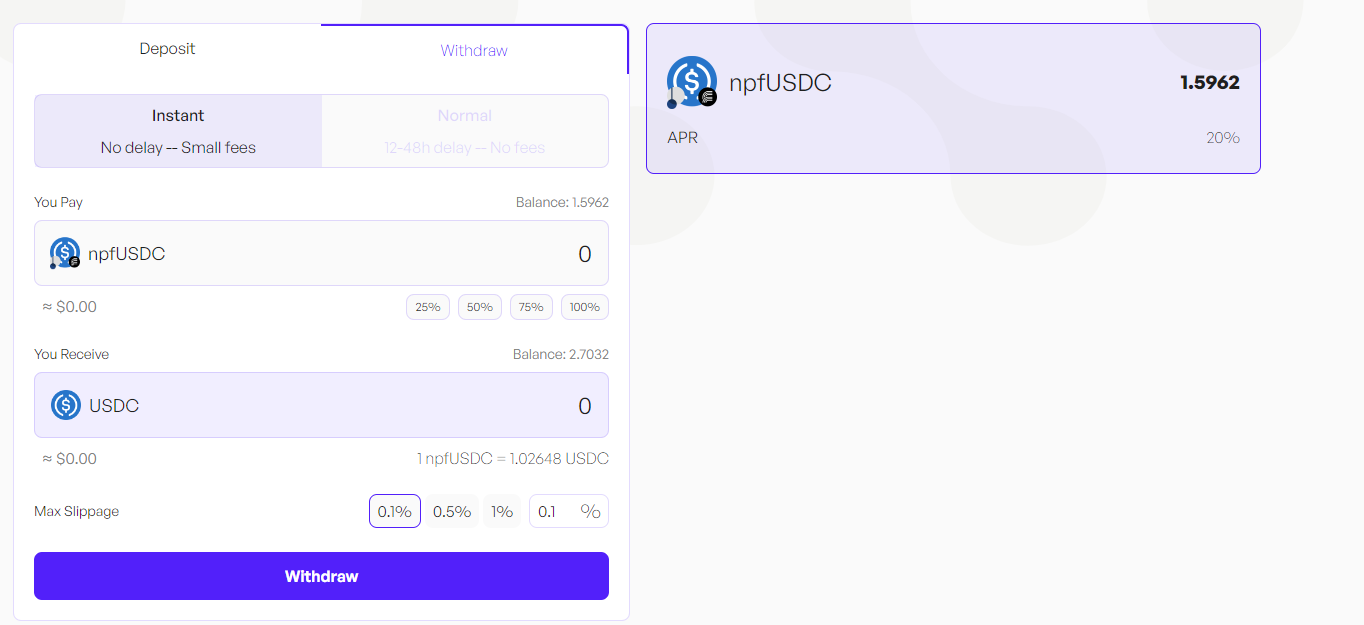 Deposit
Withdraw
Instant
No delay -- Small fees
Normal
12-48h delay -- No fees
You Pay
Balance: 1.5962
npfUSDC
0
≈ $0.00
25%
50%
75%
100%
You Receive
Balance: 2.7032
USDC
0
≈ $0.00
1 npfUSDC = 1.02648 USDC
Max Slippage
0.1%
0.5%
1%
0.1 %
Withdraw
npfUSDC
1.5962
APR
20%